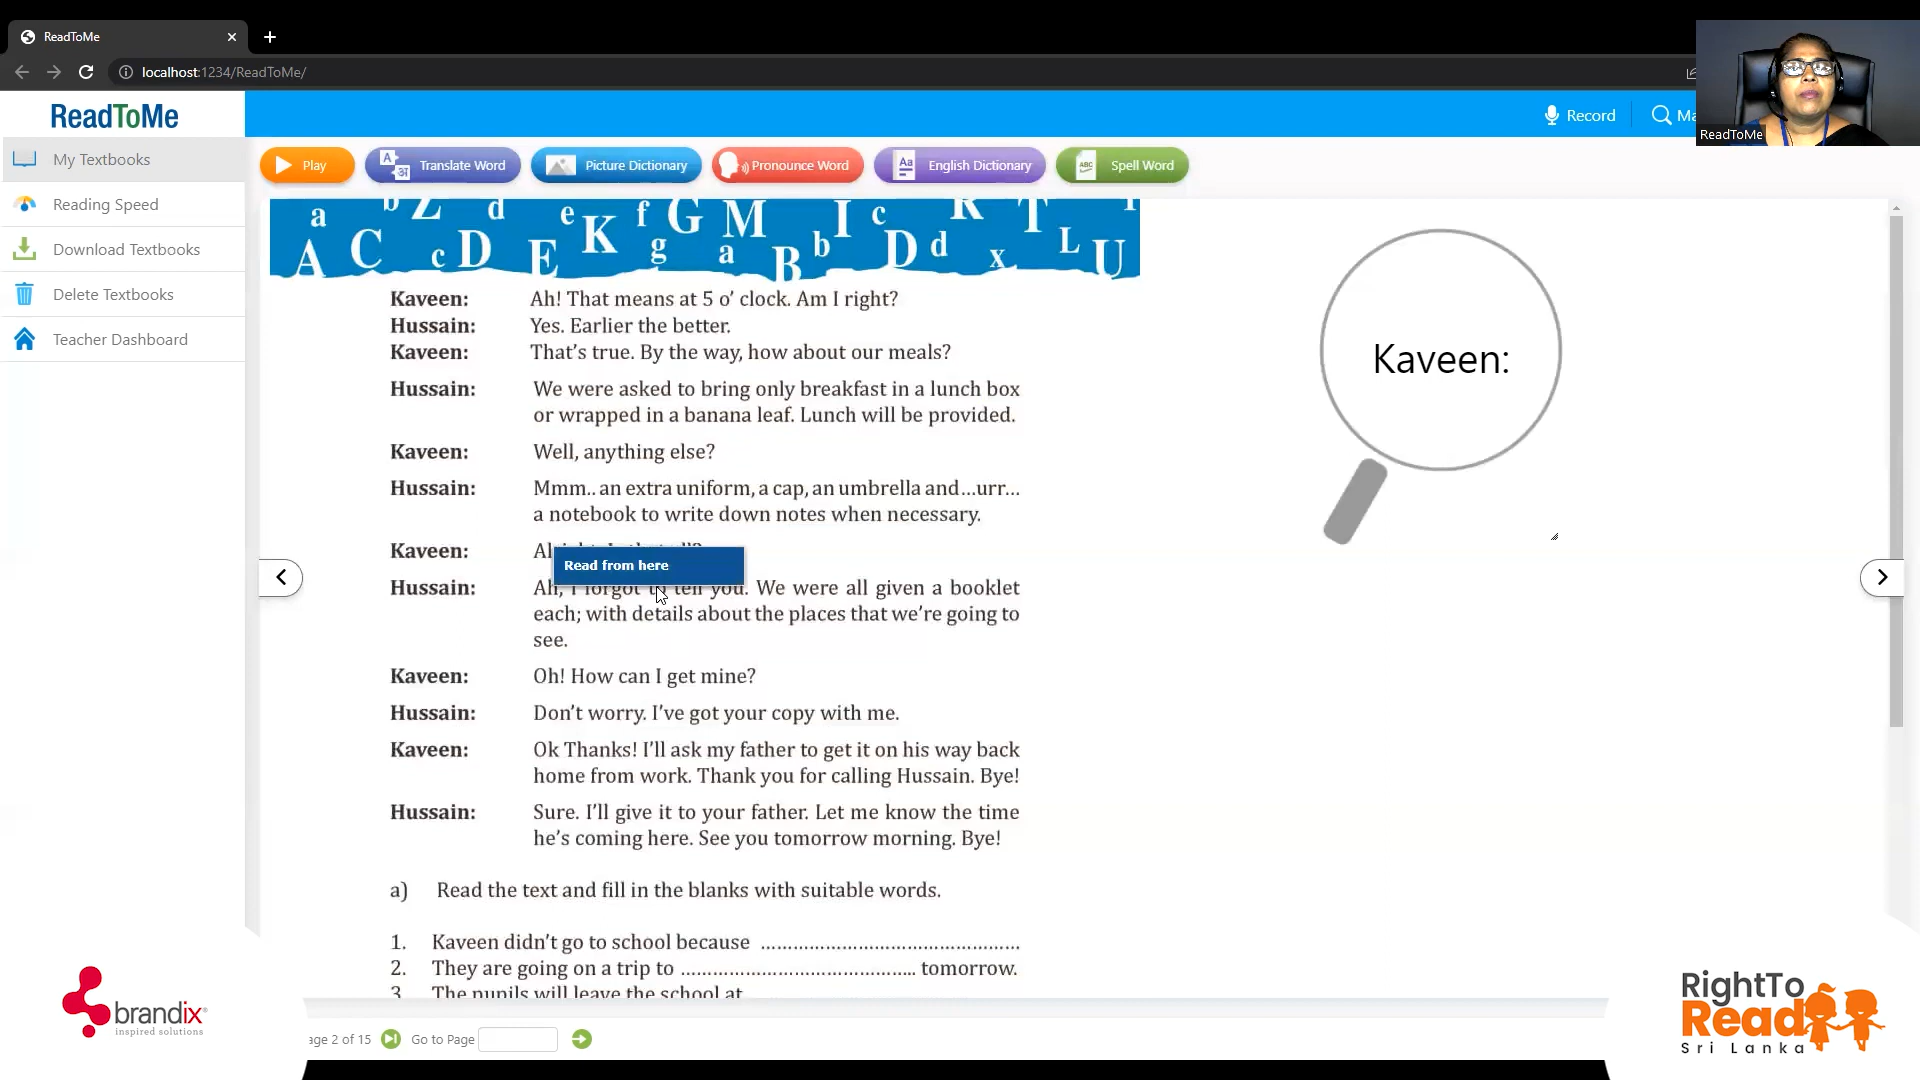 ReadToMe
localhost:1234/ReadToMe/
ReadToMe
ReadToMe
Record
My Textbooks
Reading Speed
Download Textbooks
Delete Textbooks
Teacher Dashboard
Play
Translate Word
Picture Dictionary
Pronounce Word
English Dictionary
Spell Word
a b Z d e K f G M I c R T
A C c D E g a B b D d x L U
Kaveen: Ah! That means at 5 o’ clock. Am I right?
Hussain: Yes. Earlier the better.
Kaveen: That’s true. By the way, how about our meals?
Hussain: We were asked to bring only breakfast in a lunch box
or wrapped in a banana leaf. Lunch will be provided.
Kaveen: Well, anything else?
Hussain: Mmm.. an extra uniform, a cap, an umbrella and…urr…
a notebook to write down notes when necessary.
Kaveen:
Read from here
Hussain: Ah, I forgot to tell you. We were all given a booklet
each; with details about the places that we’re going to
see.
Kaveen: Oh! How can I get mine?
Hussain: Don’t worry. I’ve got your copy with me.
Kaveen: Ok Thanks! I’ll ask my father to get it on his way back
home from work. Thank you for calling Hussain. Bye!
Hussain: Sure. I’ll give it to your father. Let me know the time
he’s coming here. See you tomorrow morning. Bye!
a) Read the text and fill in the blanks with suitable words.
1. Kaveen didn’t go to school because ………………………………………
2. They are going on a trip to ………………………………….. tomorrow.
3. The pupils will leave the school at
Kaveen:
2 of 15
Go to Page
brandix
inspired solutions
RightTo
Read
Sri Lanka